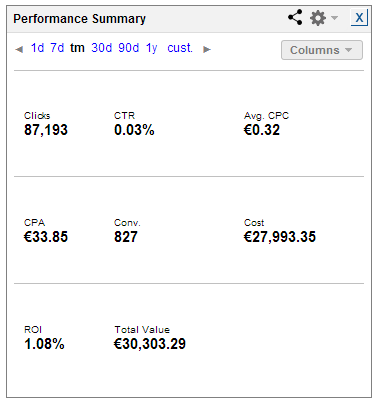 Performance Summary X
1d 7d tm 30d 90d 1y cust. Columns
Clicks CTR Avg. CPC
87,193 0.03% €0.32
CPA Conv. Cost
€33.85 827 €27,993.35
ROI Total Value
1.08% €30,303.29